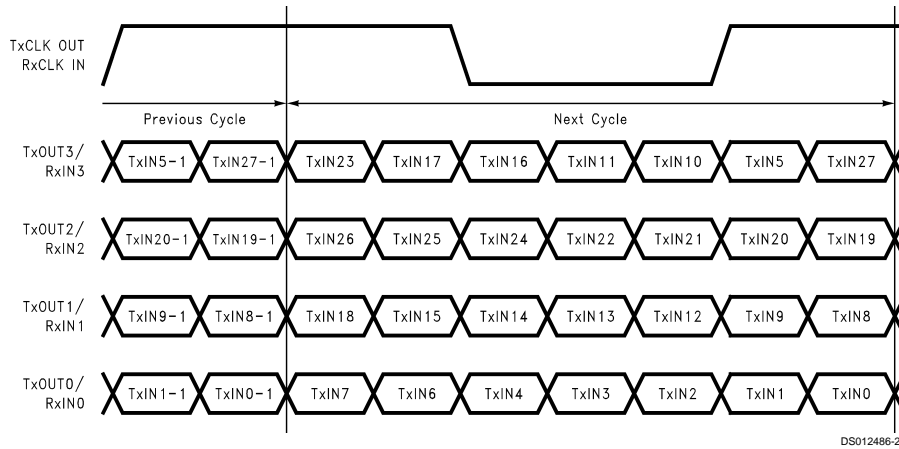 TxCLK OUT
RxCLK IN
Previous Cycle Next Cycle
TxOUT3/
RxIN3
TxIN5-1 TxIN27-1 TxIN23 TxIN17 TxIN16 TxIN11 TxIN10 TxIN5 TxIN27
TxOUT2/
RxIN2
TxIN20-1 TxIN19-1 TxIN26 TxIN25 TxIN24 TxIN22 TxIN21 TxIN20 TxIN19
TxOUT1/
RxIN1
TxIN9-1 TxIN8-1 TxIN18 TxIN15 TxIN14 TxIN13 TxIN12 TxIN9 TxIN8
TxOUT0/
RxIN0
TxIN1-1 TxIN0-1 TxIN7 TxIN6 TxIN4 TxIN3 TxIN2 TxIN1 TxIN0
DS012486-2